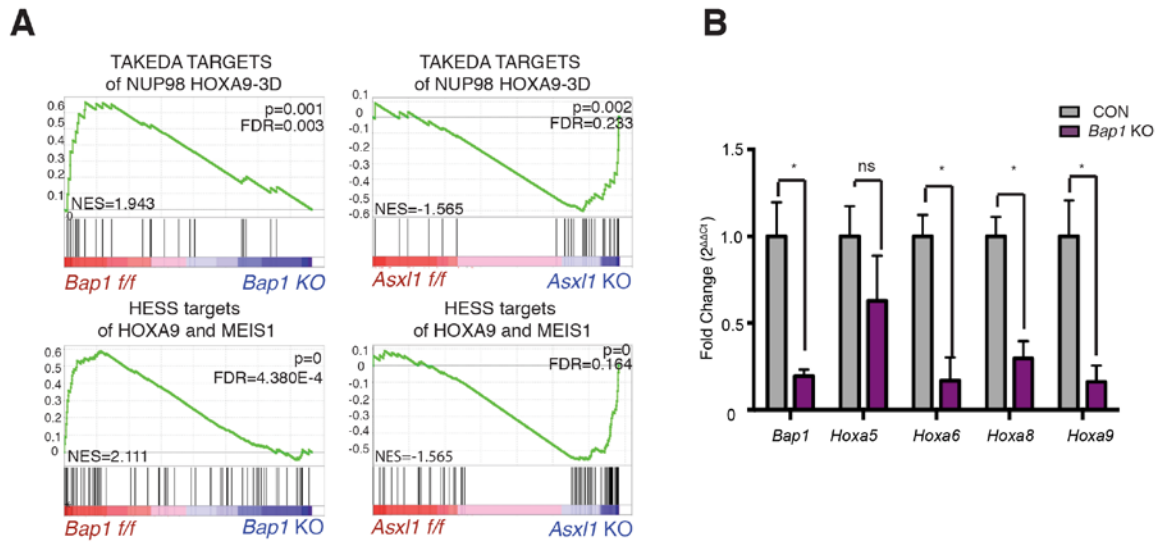 A
TAKEDA TARGETS
of NUP98 HOXA9-3D
0.6
0.5
0.4
0.3
0.2
0.1
0
p=0.001
FDR=0.003
NES=1.943
Bap1 f/f
Bap1 KO
TAKEDA TARGETS
of NUP98 HOXA9-3D
0.1
0
-0.1
-0.2
-0.3
-0.4
-0.5
-0.6
p=0.002
FDR=0.233
NES=-1.565
Asxl1 f/f
Asxl1 KO
HESS targets
of HOXA9 and MEIS1
0.6
0.5
0.4
0.3
0.2
0.1
0
p=0
FDR=4.380E-4
NES=2.111
Bap1 f/f
Bap1 KO
HESS targets
of HOXA9 and MEIS1
0.1
0
-0.1
-0.2
-0.3
-0.4
-0.5
p=0
FDR=0.164
NES=-1.565
Asxl1 f/f
Asxl1 KO
B
CON
Bap1 KO
Fold Change (2ΔΔCt)
1.5
1.0
0.5
0
*
ns
*
*
*
Bap1
Hoxa5
Hoxa6
Hoxa8
Hoxa9